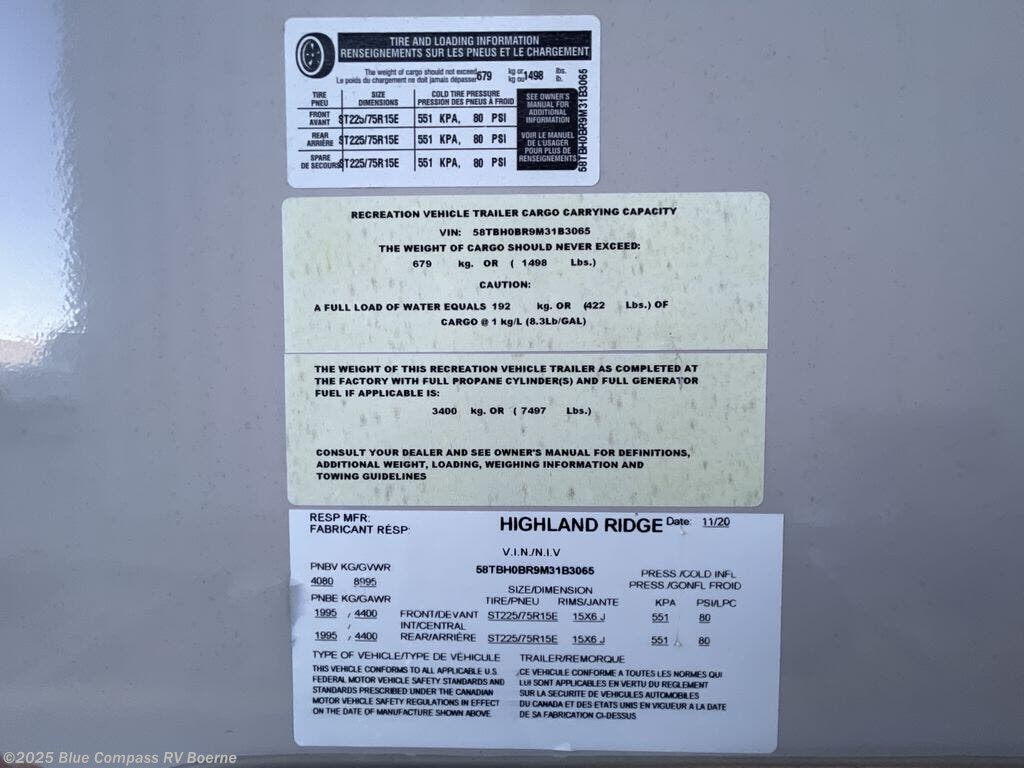 TIRE AND LOADING INFORMATION
RENSEIGNEMENTS SUR LES PNEUS ET LE CHARGEMENT
The weight of cargo should not exceed 679 kg or 1498 lbs.
Le poids du chargement ne doit jamais dépasser kg ou lb.
TIRE SIZE COLD TIRE PRESSURE
PNEU DIMENSIONS PRESSION DES PNEUS À FROID
FRONT
AVANT ST225/75R15E 551 KPA, 80 PSI
REAR
ARRIÈRE ST225/75R15E 551 KPA, 80 PSI
SPARE
DE SECOURS ST225/75R15E 551 KPA, 80 PSI
SEE OWNER'S
MANUAL FOR
ADDITIONAL
INFORMATION
VOIR LE MANUEL
DE L'USAGER
POUR PLUS DE
RENSEIGNEMENTS
58TBH0BR9M31B3065
RECREATION VEHICLE TRAILER CARGO CARRYING CAPACITY
VIN: 58TBH0BR9M31B3065
THE WEIGHT OF CARGO SHOULD NEVER EXCEED:
679 kg. OR ( 1498 Lbs.)
CAUTION:
A FULL LOAD OF WATER EQUALS 192 kg. OR (422 Lbs.) OF
CARGO @ 1 kg/L (8.3Lb/GAL)
THE WEIGHT OF THIS RECREATION VEHICLE TRAILER AS COMPLETED AT
THE FACTORY WITH FULL PROPANE CYLINDER(S) AND FULL GENERATOR
FUEL IF APPLICABLE IS:
3400 kg. OR ( 7497 Lbs.)
CONSULT YOUR DEALER AND SEE OWNER'S MANUAL FOR DEFINITIONS,
ADDITIONAL WEIGHT, LOADING, WEIGHING INFORMATION AND
TOWING GUIDELINES
RESP MFR:
FABRICANT RÉSP: HIGHLAND RIDGE Date: 11/20
V.I.N./N.I.V
58TBH0BR9M31B3065
PNBV KG/GVWR
4080 8995
PRESS /COLD INFL
PRESS /GONFL FROID
SIZE/DIMENSION
PNBE KG/GAWR TIRE/PNEU RIMS/JANTE KPA PSI/LPC
1995 / 4400 FRONT/DEVANT ST225/75R15E 15X6 J 551 80
/ INT/CENTRAL
1995 / 4400 REAR/ARRIÈRE ST225/75R15E 15X6 J 551 80
TYPE OF VEHICLE/TYPE DE VÉHICULE TRAILER/REMORQUE
THIS VEHICLE CONFORMS TO ALL APPLICABLE U.S.
FEDERAL MOTOR VEHICLE SAFETY STANDARDS AND
STANDARDS PRESCRIBED UNDER THE CANADIAN
MOTOR VEHICLE SAFETY REGULATIONS IN EFFECT
ON THE DATE OF MANUFACTURE SHOWN ABOVE.
CE VEHICULE CONFORME A TOUTES LES NORMES QUI
LUI SONT APPLICABLES EN VERTU DU REGLEMENT
SUR LA SECURITE DE VEHICULES AUTOMOBILES
DU CANADA ET DES ETATS UNIS EN VIGUEUR A LA DATE
DE SA FABRICATION CI-DESSUS
©2025 Blue Compass RV Boerne